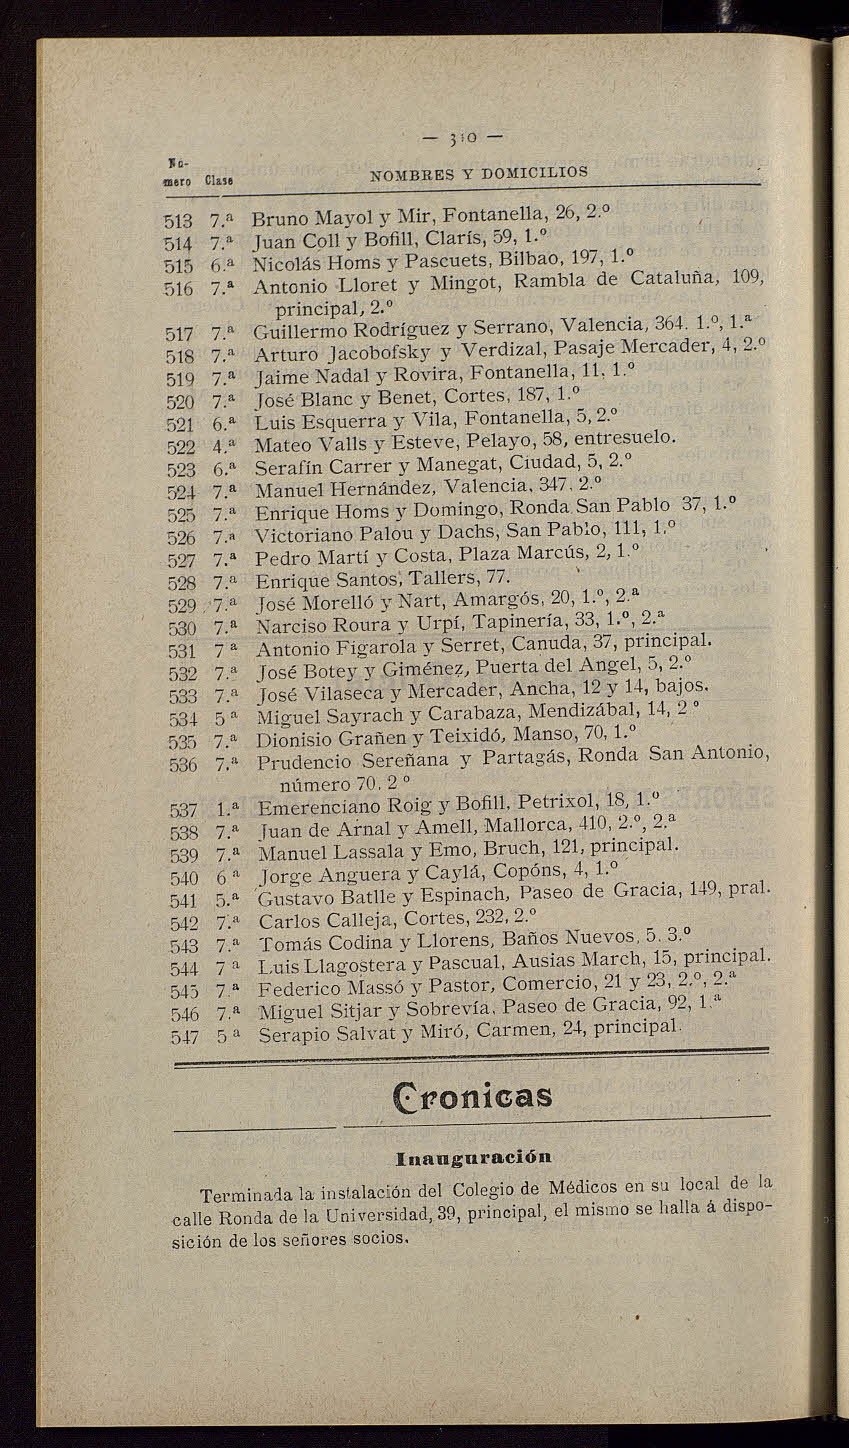 — 310 —
Nú-
mero Clase NOMBRES Y DOMICILIOS
513 7.ª Bruno Mayol y Mir, Fontanella, 26, 2.º
514 7.ª Juan Coll y Bofill, Clarís, 59, 1.º
515 6.ª Nicolás Homs y Pascuets, Bilbao, 197, 1.º
516 7.ª Antonio Lloret y Mingot, Rambla de Cataluña, 109,
principal, 2.º
517 7.ª Guillermo Rodríguez y Serrano, Valencia, 364. 1.º, 1.ª
518 7.ª Arturo Jacobofsky y Verdizal, Pasaje Mercader, 4, 2.º
519 7.ª Jaime Nadal y Rovira, Fontanella, 11, 1.º
520 7.ª José Blanc y Benet, Cortes, 187, 1.º
521 6.ª Luis Esquerra y Vila, Fontanella, 5, 2.º
522 4.ª Mateo Valls y Esteve, Pelayo, 58, entresuelo.
523 6.ª Serafín Carrer y Manegat, Ciudad, 5, 2.º
524 7.ª Manuel Hernández, Valencia, 347, 2.º
525 7.ª Enrique Homs y Domingo, Ronda San Pablo 37, 1.º
526 7.ª Victoriano Palou y Dachs, San Pablo, 111, 1.º
527 7.ª Pedro Martí y Costa, Plaza Marcús, 2, 1.º
528 7.ª Enrique Santos, Tallers, 77.
529 7.ª José Morelló y Nart, Amargós, 20, 1.º, 2.ª
530 7.ª Narciso Roura y Urpí, Tapinería, 33, 1.º, 2.ª
531 7 ª Antonio Figarola y Serret, Canuda, 37, principal.
532 7.ª José Botey y Giménez, Puerta del Angel, 5, 2.º
533 7.ª José Vilaseca y Mercader, Ancha, 12 y 14, bajos.
534 5 ª Miguel Sayrach y Carabaza, Mendizábal, 14, 2 º
535 7.ª Dionisio Grañen y Teixidó, Manso, 70, 1.º
536 7.ª Prudencio Sereñana y Partagás, Ronda San Antonio,
número 70, 2 º
537 1.ª Emerenciano Roig y Bofill, Petrixol, 18, 1.º
538 7.ª Juan de Arnal y Amell, Mallorca, 410, 2.º, 2.ª
539 7.ª Manuel Lassala y Emo, Bruch, 121, principal.
540 6 ª Jorge Anguera y Caylá, Copóns, 4, 1.º
541 5.ª Gustavo Batlle y Espinach, Paseo de Gracia, 149, pral.
542 7.ª Carlos Calleja, Cortes, 232, 2.º
543 7.ª Tomás Codina y Llorens, Baños Nuevos, 5. 3.º
544 7 ª Luis Llagostera y Pascual, Ausias March, 15, principal.
545 7.ª Federico Massó y Pastor, Comercio, 21 y 23, 2.º, 2.ª
546 7.ª Miguel Sitjar y Sobrevía, Paseo de Gracia, 92, 1.ª
547 5 ª Serapio Salvat y Miró, Carmen, 24, principal.
Cronicas
Inauguración
Terminada la instalación del Colegio de Médicos en su local de la
calle Ronda de la Universidad, 39, principal, el mismo se halla á dispo-
sición de los señores socios.